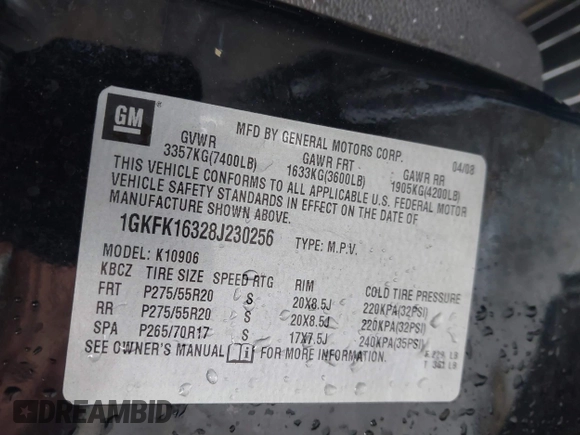 GM
MFD BY GENERAL MOTORS CORP. 04/08
GVWR GAWR FRT GAWR RR
3357KG(7400LB) 1633KG(3600LB) 1905KG(4200LB)
THIS VEHICLE CONFORMS TO ALL APPLICABLE U.S. FEDERAL MOTOR
VEHICLE SAFETY STANDARDS IN EFFECT ON THE DATE OF
MANUFACTURE SHOWN ABOVE.
1GKFK16328J230256 TYPE: M.P.V.
MODEL: K10906
KBCZ TIRE SIZE SPEED RTG RIM COLD TIRE PRESSURE
FRT P275/55R20 S 20X8.5J 220KPA(32PSI)
RR P275/55R20 S 20X8.5J 220KPA(32PSI)
SPA P265/70R17 S 17X7.5J 240KPA(35PSI)
SEE OWNER'S MANUAL FOR MORE INFORMATION.
DREAMBID